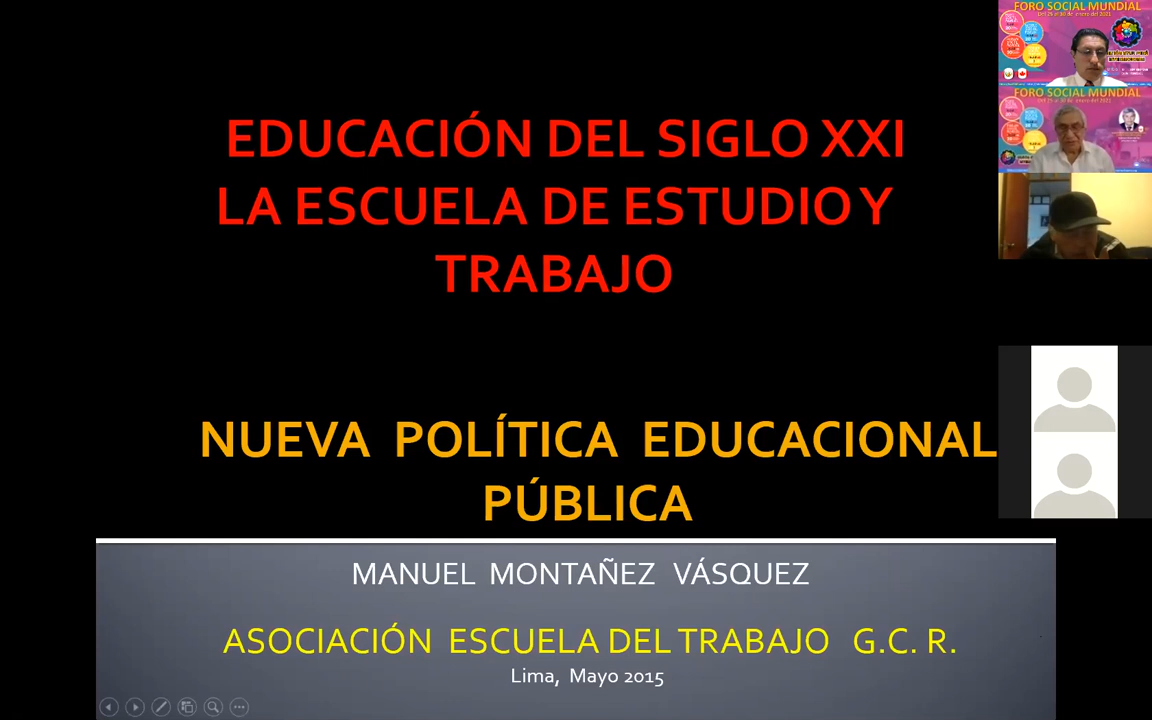 EDUCACIÓN DEL SIGLO XXI
LA ESCUELA DE ESTUDIO Y
TRABAJO
NUEVA POLÍTICA EDUCACIONAL
PÚBLICA
MANUEL MONTAÑEZ VÁSQUEZ
ASOCIACIÓN ESCUELA DEL TRABAJO G.C. R.
Lima, Mayo 2015
FORO SOCIAL MUNDIAL
FORO SOCIAL MUNDIAL